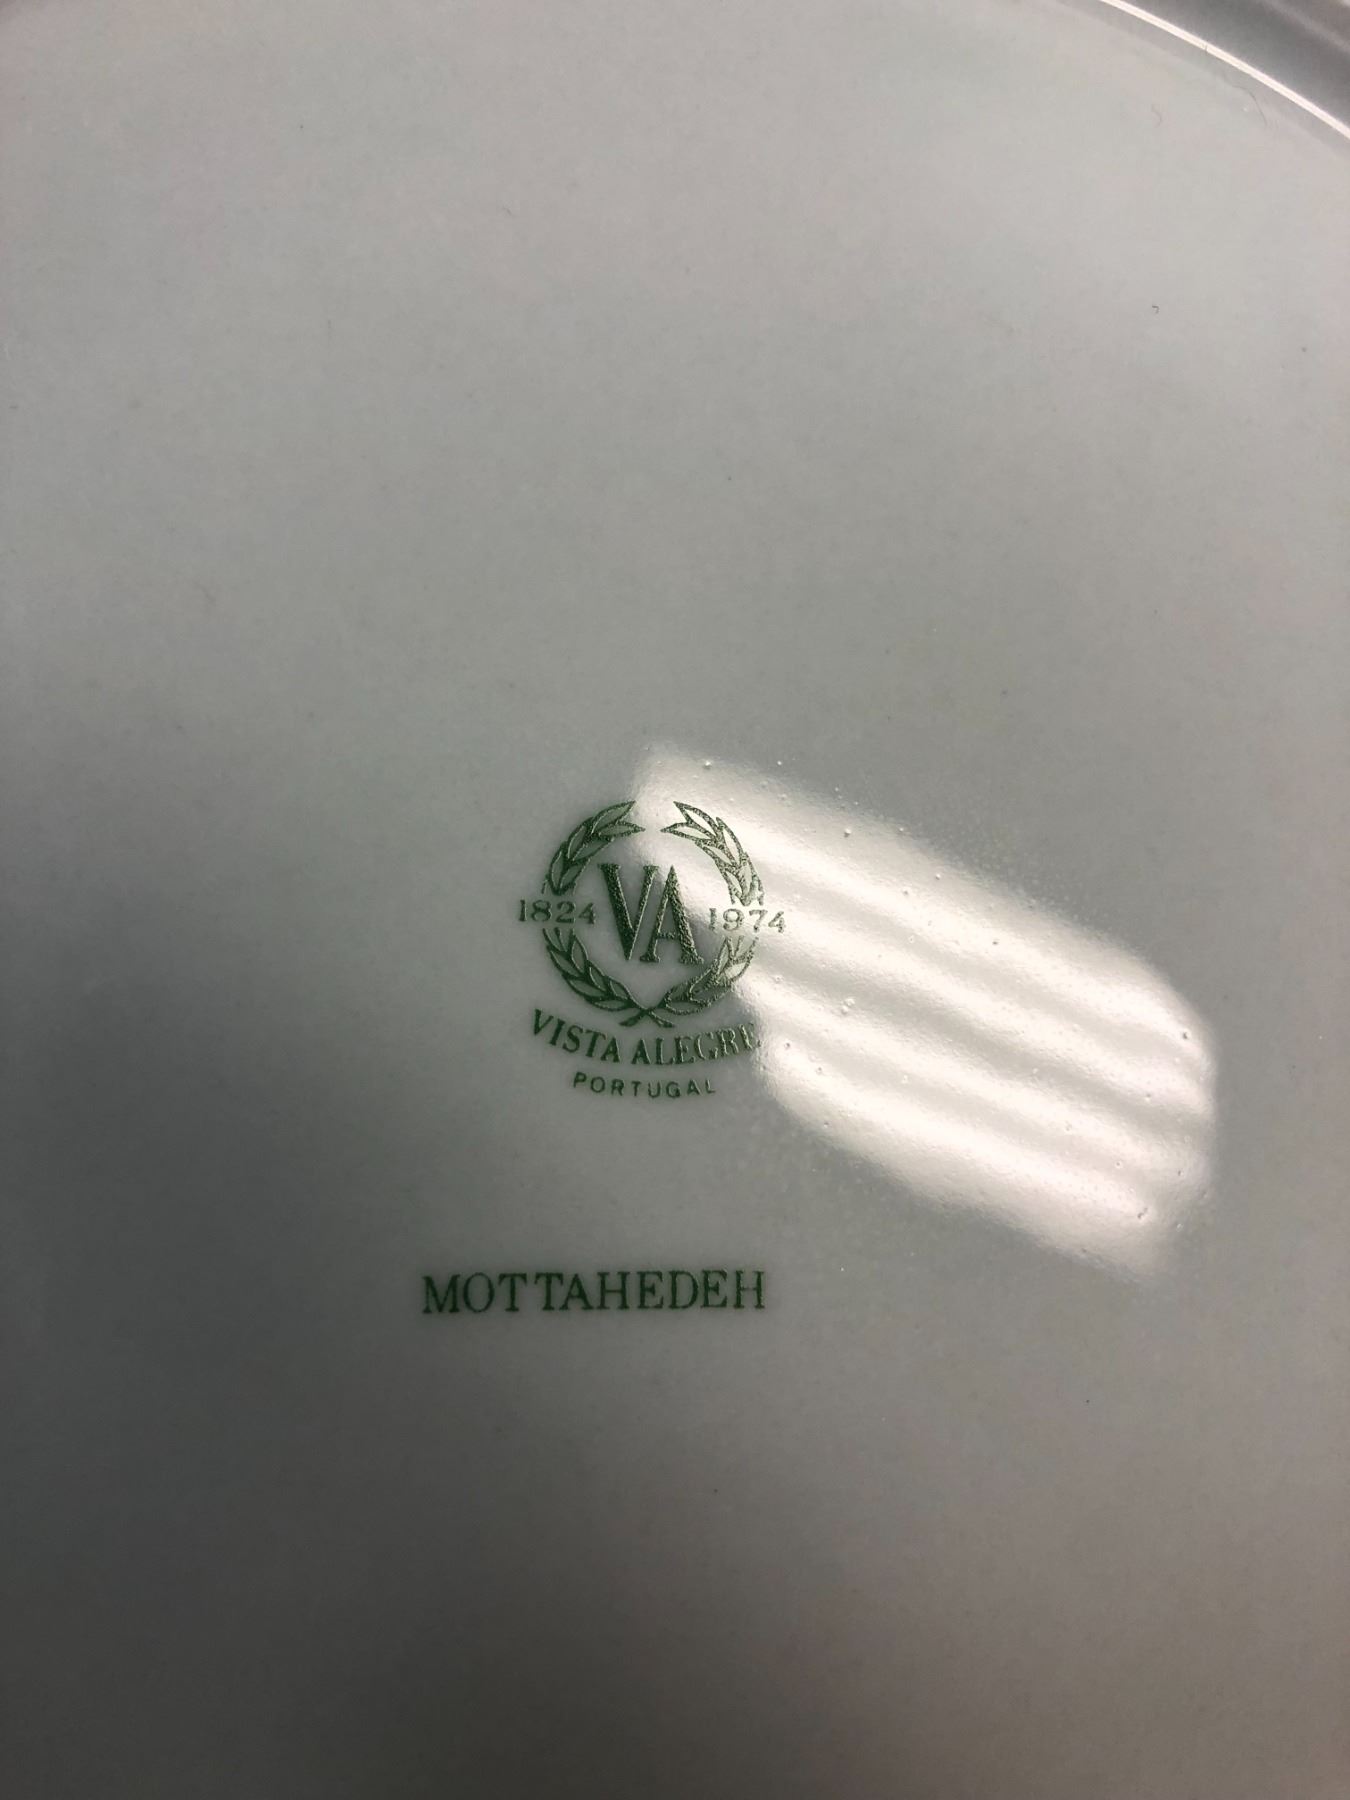 1824 VA 1974
VISTA ALEGRE
PORTUGAL
MOTTAHEDEH